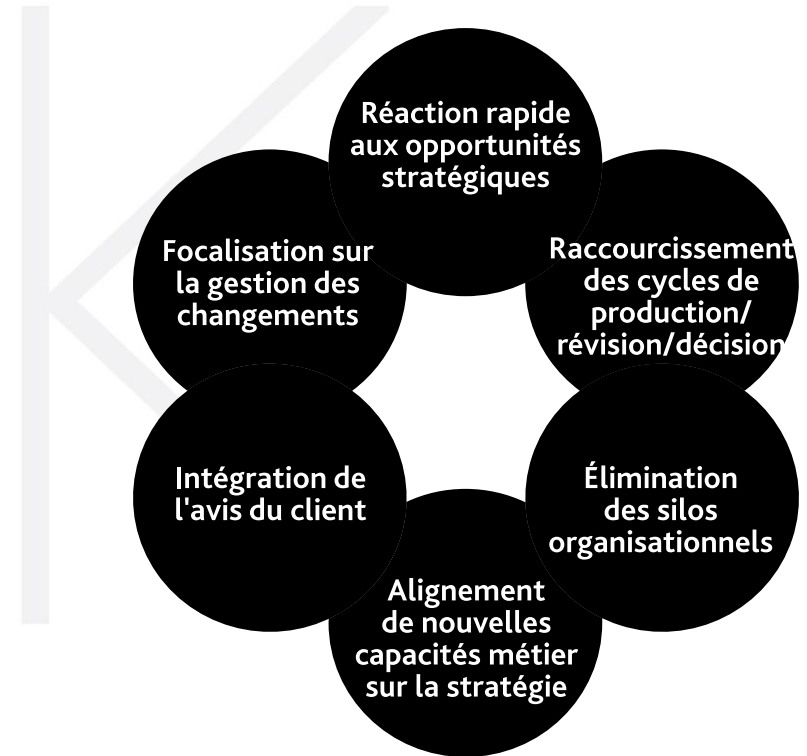 Réaction rapide
aux opportunités
stratégiques
Focalisation sur
la gestion des
changements
Raccourcissement
des cycles de
production/
révision/décision
Intégration de
l'avis du client
Élimination
des silos
organisationnels
Alignement
de nouvelles
capacités métier
sur la stratégie